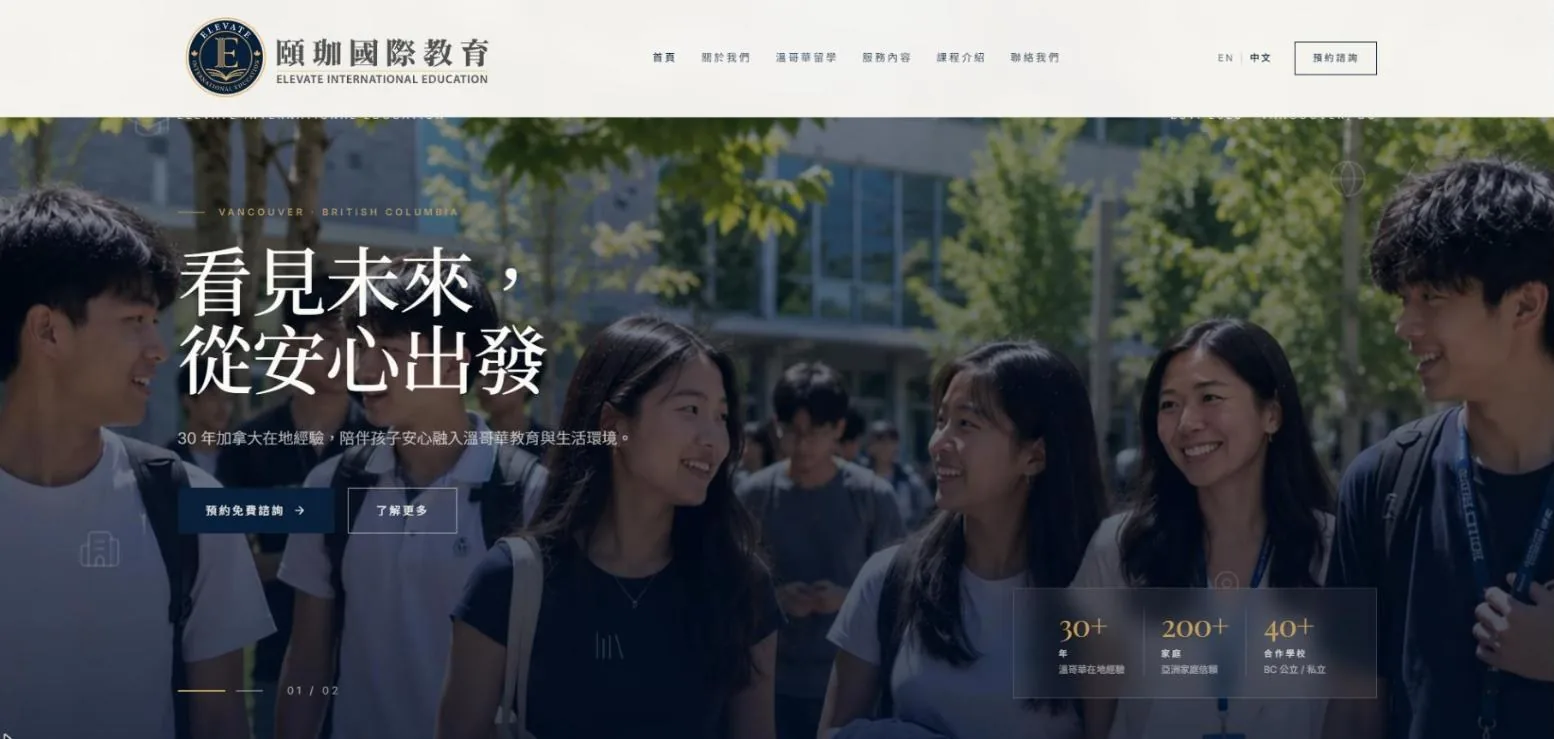 ELEVATE
E
INTERNATIONAL EDUCATION
頤珈國際教育
ELEVATE INTERNATIONAL EDUCATION
首頁
關於我們
溫哥華留學
服務內容
課程介紹
聯絡我們
EN
中文
預約諮詢
VANCOUVER · BRITISH COLUMBIA
看見未來，
從安心出發
30 年加拿大在地經驗，陪伴孩子安心融入溫哥華教育與生活環境。
預約免費諮詢 →
了解更多
30+
年
溫哥華在地經驗
200+
家庭
亞洲家庭信賴
40+
合作學校
BC 公立 / 私立
01 / 02